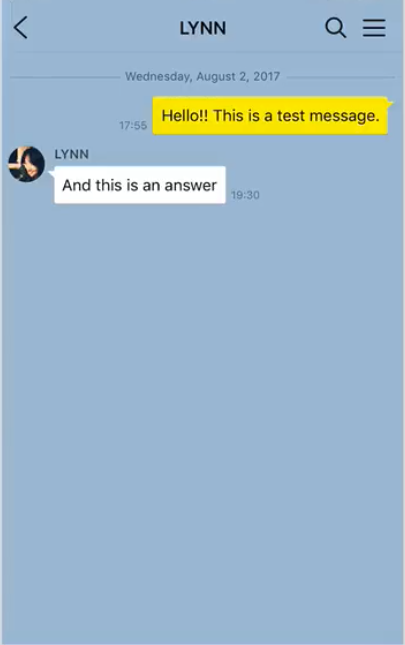 LYNN
Wednesday, August 2, 2017
Hello!! This is a test message.
17:55
LYNN
And this is an answer
19:30